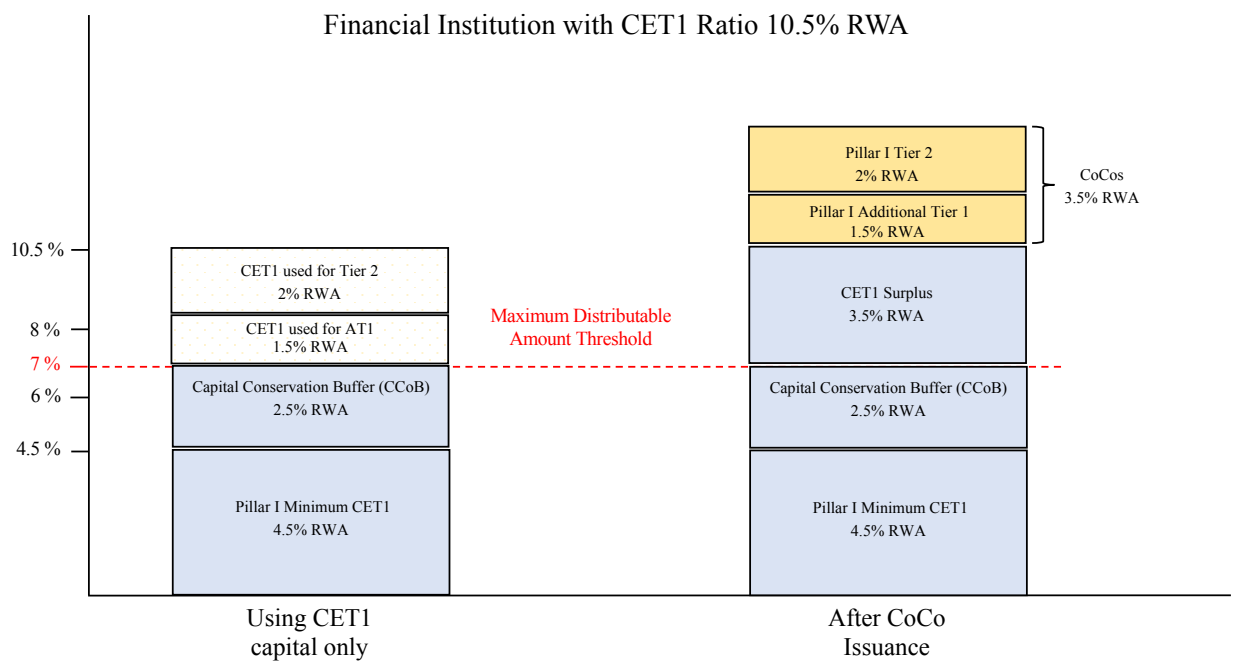 Financial Institution with CET1 Ratio 10.5% RWA
10.5 %
8 %
7 %
6 %
4.5 %
CET1 used for Tier 2
2% RWA
CET1 used for AT1
1.5% RWA
Capital Conservation Buffer (CCoB)
2.5% RWA
Pillar I Minimum CET1
4.5% RWA
Using CET1
capital only
Maximum Distributable
Amount Threshold
Pillar I Tier 2
2% RWA
Pillar I Additional Tier 1
1.5% RWA
CoCos
3.5% RWA
CET1 Surplus
3.5% RWA
Capital Conservation Buffer (CCoB)
2.5% RWA
Pillar I Minimum CET1
4.5% RWA
After CoCo
Issuance